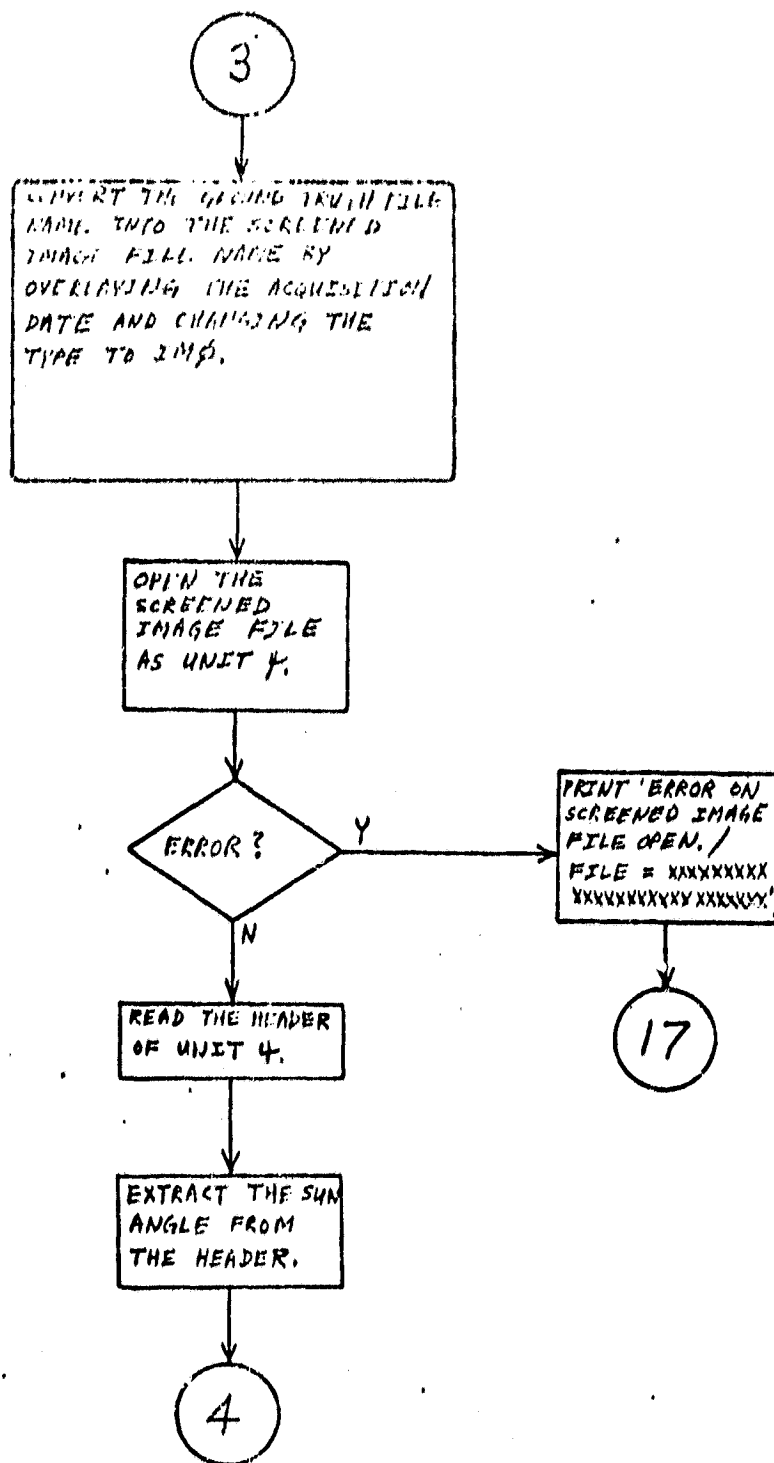 3
CONVERT THE GROUND TRUTH FILE
NAME. INTO THE SCREENED
IMAGE FILE NAME BY
OVERLAYING THE ACQUISITION
DATE AND CHANGING THE
TYPE TO IMØ.
OPEN THE
SCREENED
IMAGE FILE
AS UNIT 4.
ERROR?
Y
PRINT 'ERROR ON
SCREENED IMAGE
FILE OPEN./
FILE = XXXXXXXXX
XXXXXXXXXXXXXXXXXX'
N
17
READ THE HEADER
OF UNIT 4.
EXTRACT THE SUN
ANGLE FROM
THE HEADER.
4